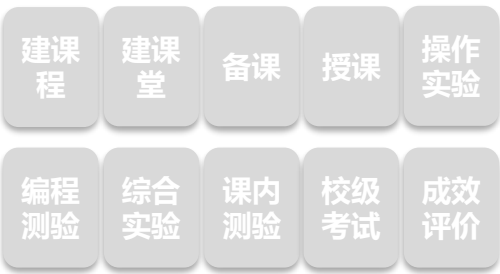 建课
程
建课
堂
备课
授课
操作
实验
编程
测验
综合
实验
课内
测验
校级
考试
成效
评价